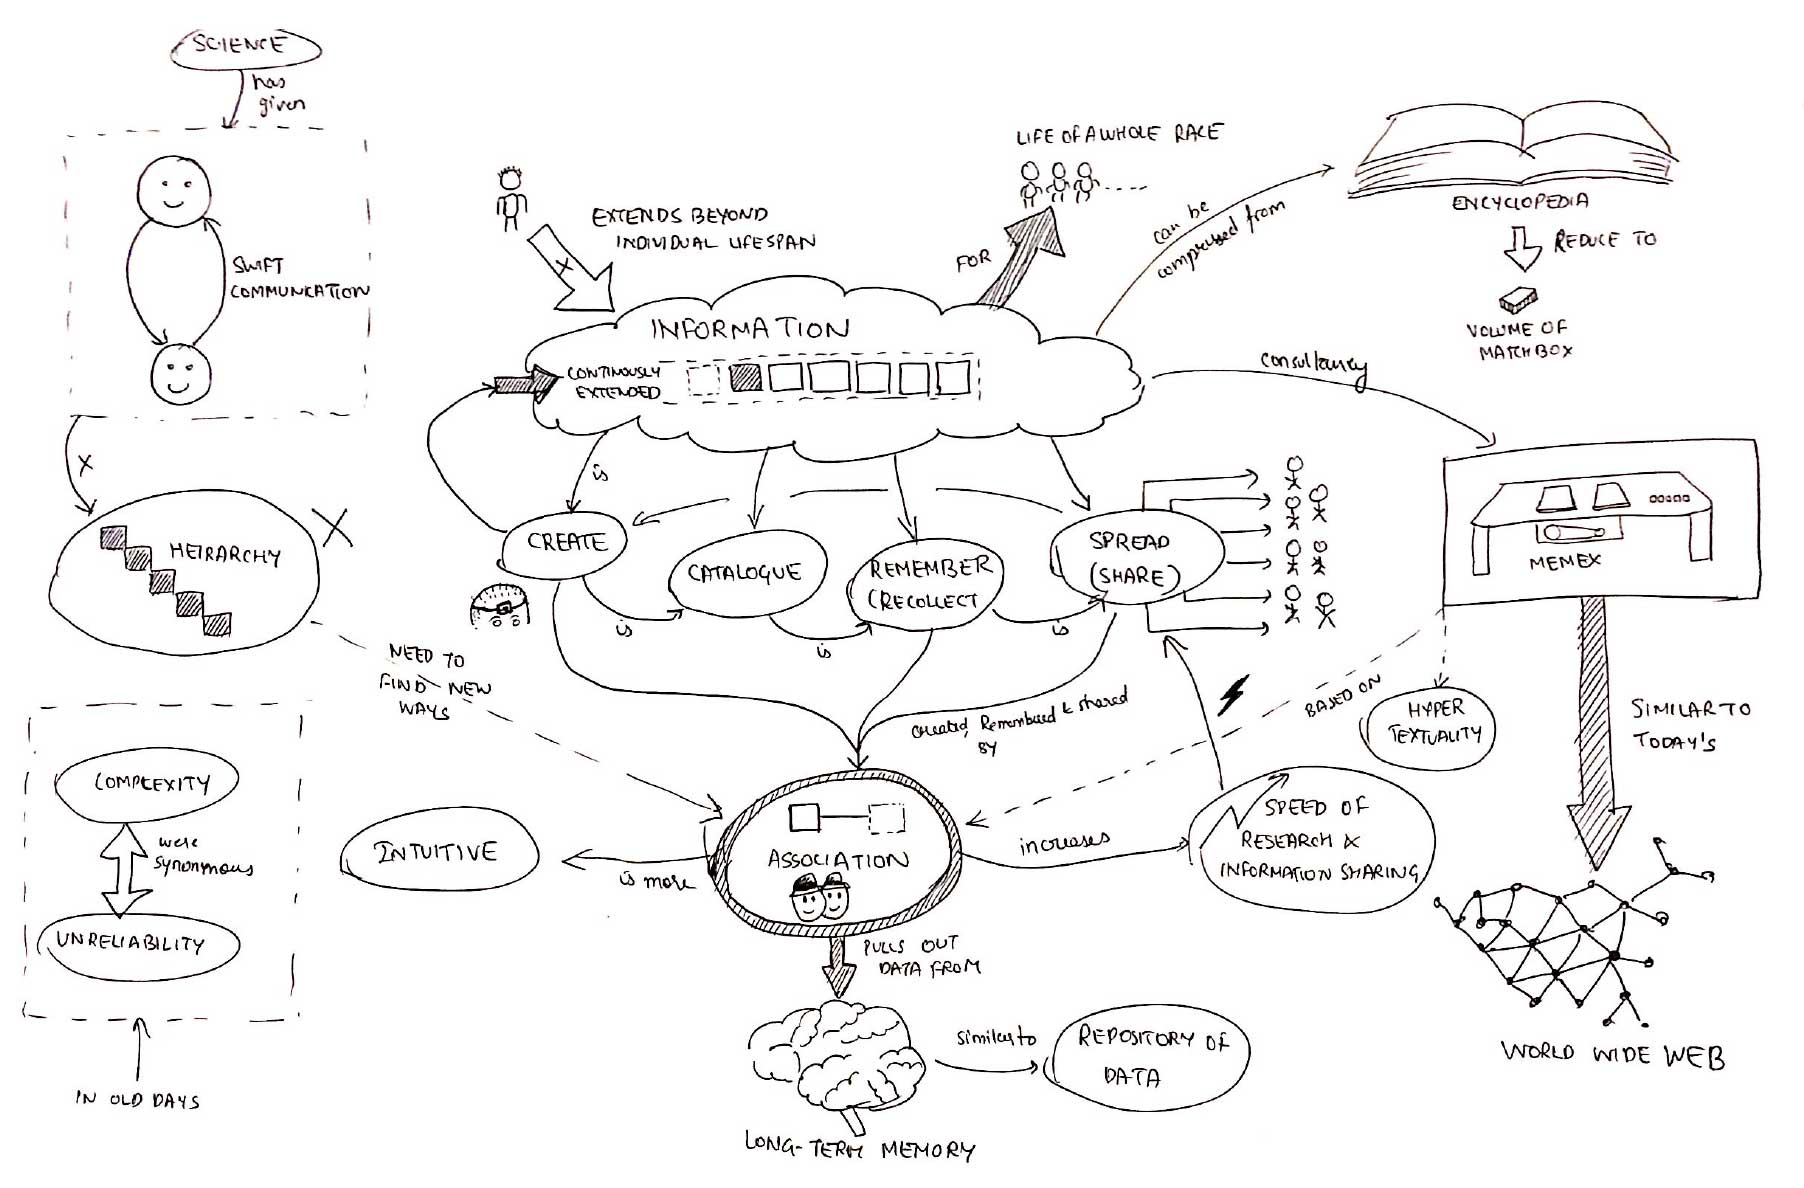 SCIENCE
has
given
SWIFT
COMMUNICATION
X
HEIRARCHY
X
NEED TO
FIND NEW
WAYS
COMPLEXITY
were
synonymous
UNRELIABILITY
IN OLD DAYS
EXTENDS BEYOND
INDIVIDUAL LIFESPAN
X
LIFE OF A WHOLE RACE
FOR
INFORMATION
CONTINOUSLY
EXTENDED
can be
compressed from
ENCYCLOPEDIA
REDUCE TO
VOLUME OF
MATCHBOX
consultancy
MEMEX
is
CREATE
is
CATALOGUE
is
REMEMBER
(RECOLLECT
is
SPREAD
(SHARE)
created, Remembered & shared
BY
BASED ON
HYPER
TEXTUALITY
SIMILAR TO
TODAY'S
WORLD WIDE WEB
ASSOCIATION
is more
INTUITIVE
increases
SPEED OF
RESEARCH &
INFORMATION SHARING
PULLS OUT
DATA FROM
LONG-TERM MEMORY
similar to
REPOSITORY OF
DATA